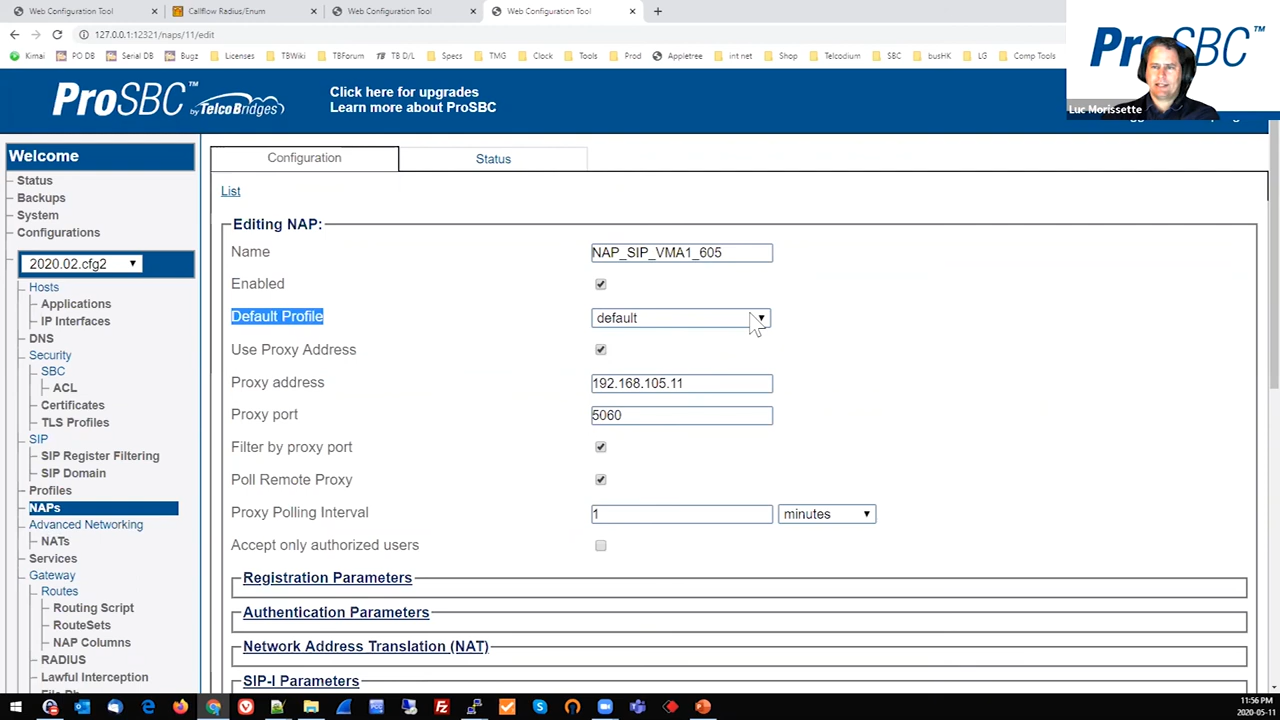 Web Configuration Tool
Callflow Radius/Enum
Web Configuration Tool
Web Configuration Tool
127.0.0.1:12321/naps/11/edit
Kimai PO DB Serial DB Bugz Licenses TBWiki TBForum TB D/L Specs TMG Clock Tools Prod Appletree int net Shop Telcodium SBC busHK LG Comp Tools
ProSBC™
Luc Morissette
ProSBC™
by TelcoBridges
Click here for upgrades
Learn more about ProSBC
Welcome
Status
Backups
System
Configurations
2020.02.cfg2
Hosts
Applications
IP Interfaces
DNS
Security
SBC
ACL
Certificates
TLS Profiles
SIP
SIP Register Filtering
SIP Domain
Profiles
NAPs
Advanced Networking
NATs
Services
Gateway
Routes
Routing Script
RouteSets
NAP Columns
RADIUS
Lawful Interception
Configuration
Status
List
Editing NAP:
Name NAP_SIP_VMA1_605
Enabled
Default Profile default
Use Proxy Address
Proxy address 192.168.105.11
Proxy port 5060
Filter by proxy port
Poll Remote Proxy
Proxy Polling Interval 1 minutes
Accept only authorized users
Registration Parameters
Authentication Parameters
Network Address Translation (NAT)
SIP-I Parameters
11:56 PM
2020-05-11